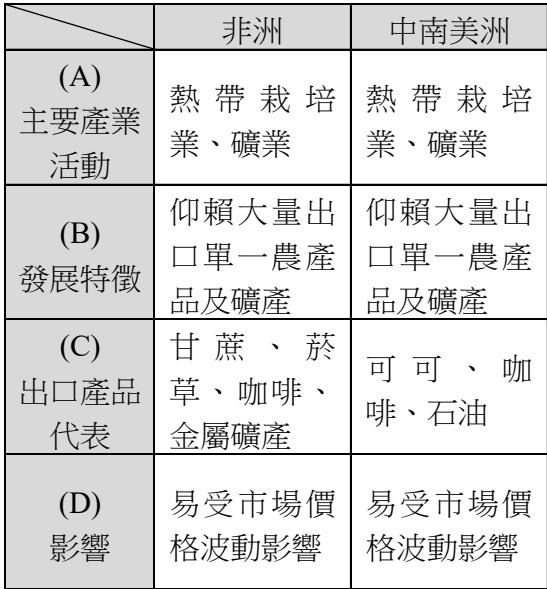 非洲 中南美洲
(A)
主要產業
活動
熱帶栽培
業、礦業
熱帶栽培
業、礦業
(B)
發展特徵
仰賴大量出
口單一農產
品及礦產
仰賴大量出
口單一農產
品及礦產
(C)
出口產品
代表
甘蔗、菸
草、咖啡、
金屬礦產
可可、咖
啡、石油
(D)
影響
易受市場價
格波動影響
易受市場價
格波動影響